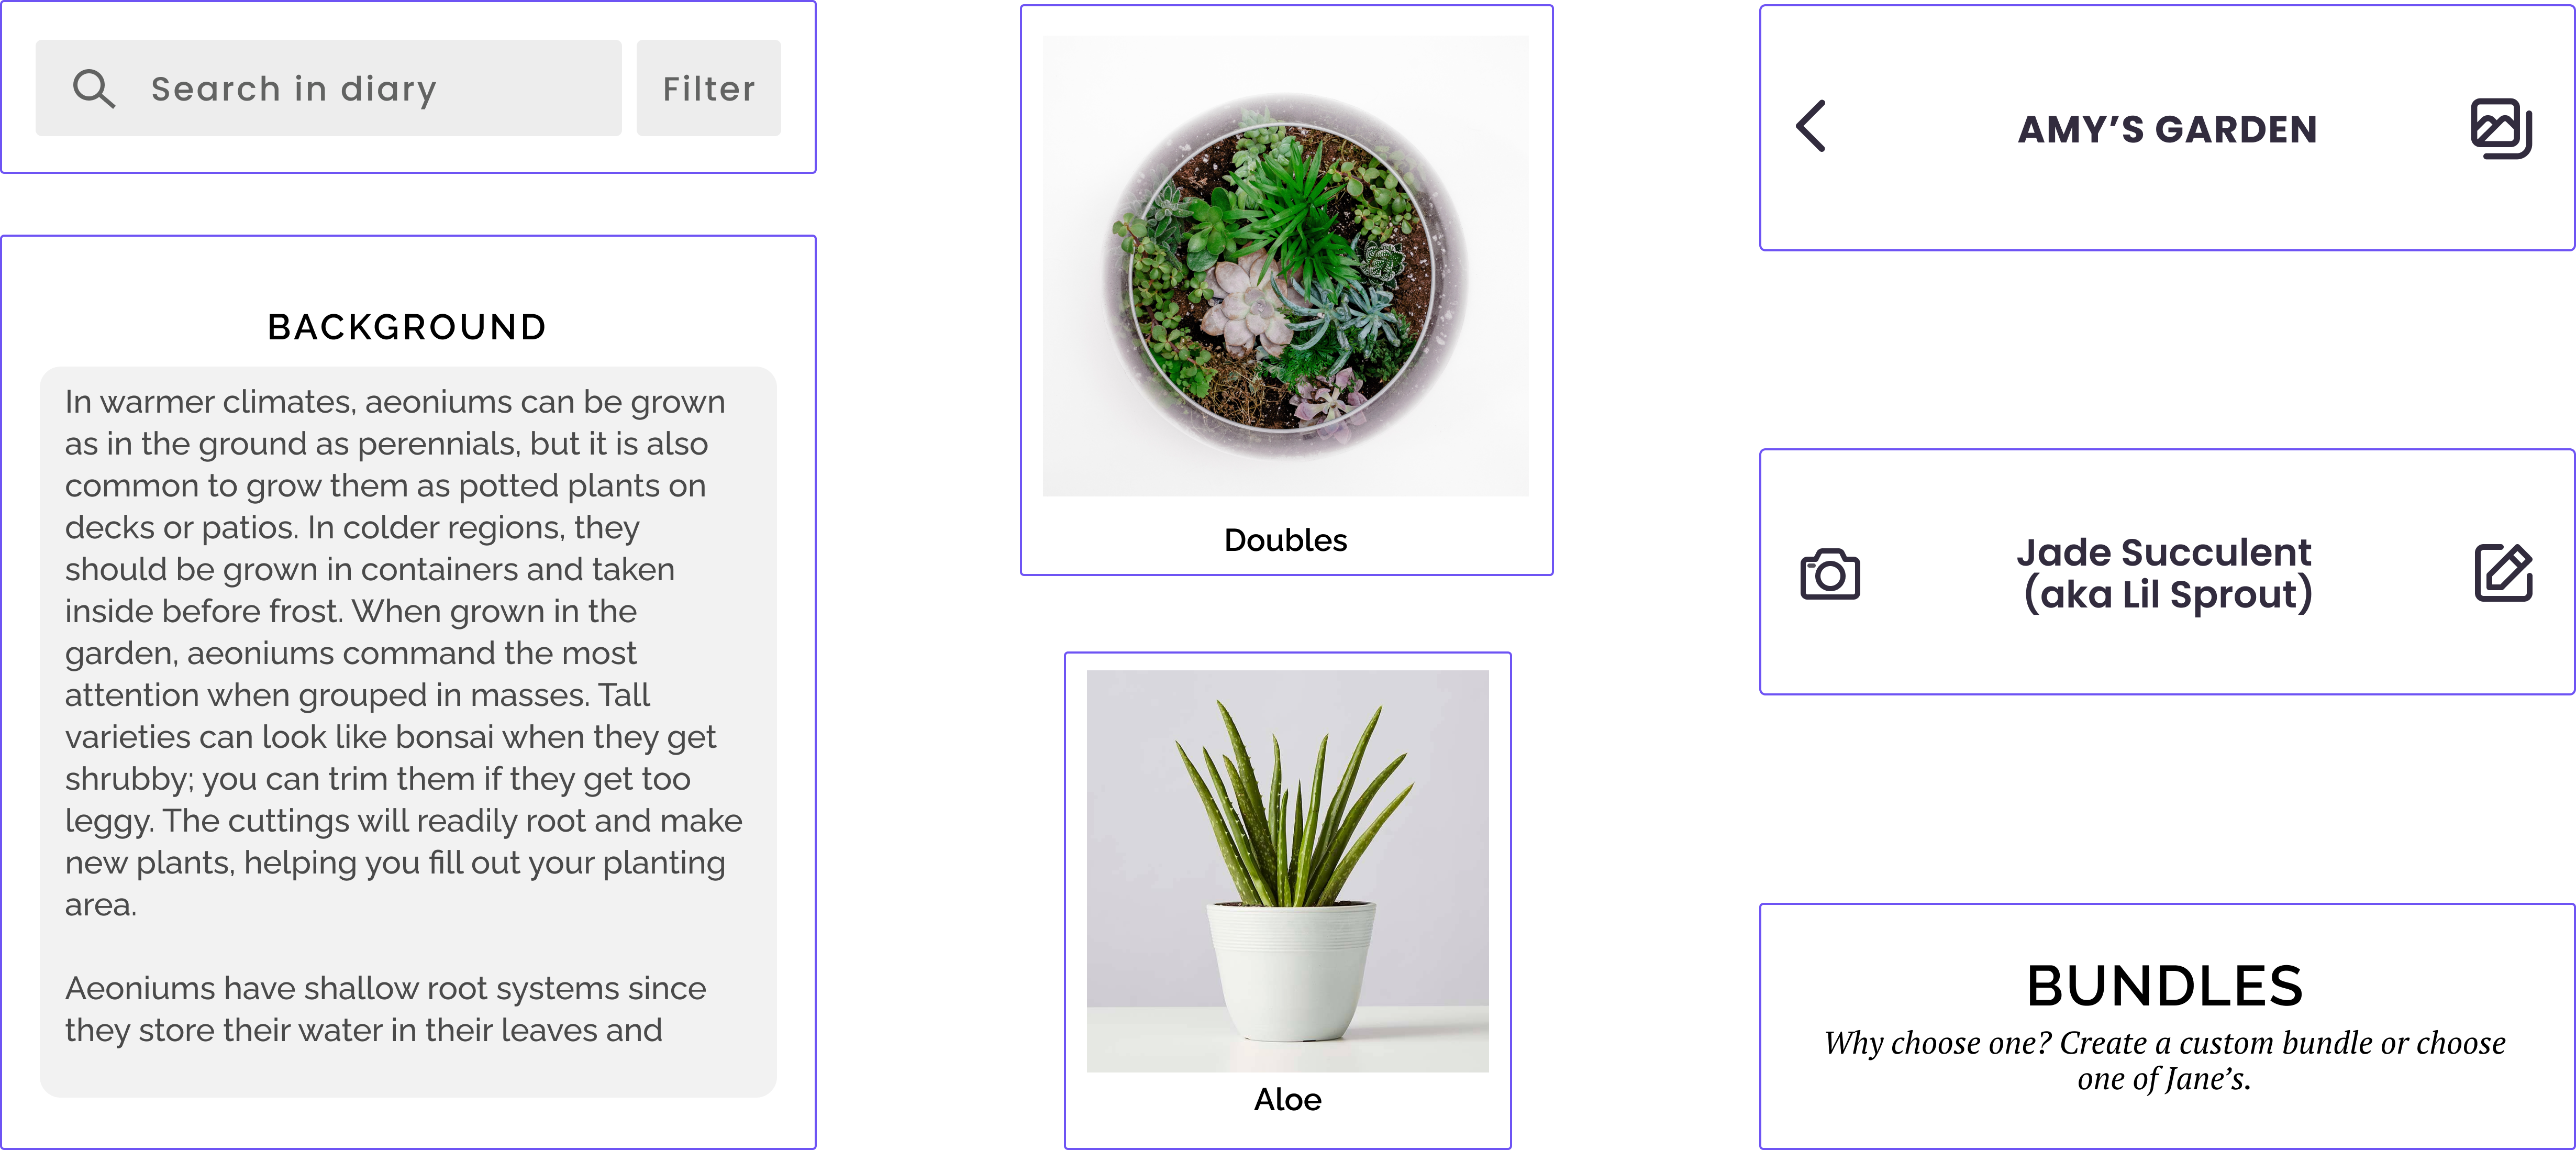 Search in diary
Filter
BACKGROUND
In warmer climates, aeoniums can be grown
as in the ground as perennials, but it is also
common to grow them as potted plants on
decks or patios. In colder regions, they
should be grown in containers and taken
inside before frost. When grown in the
garden, aeoniums command the most
attention when grouped in masses. Tall
varieties can look like bonsai when they get
shrubby; you can trim them if they get too
leggy. The cuttings will readily root and make
new plants, helping you fill out your planting
area.
Aeoniums have shallow root systems since
they store their water in their leaves and
Doubles
Aloe
AMY’S GARDEN
Jade Succulent
(aka Lil Sprout)
BUNDLES
Why choose one? Create a custom bundle or choose
one of Jane’s.